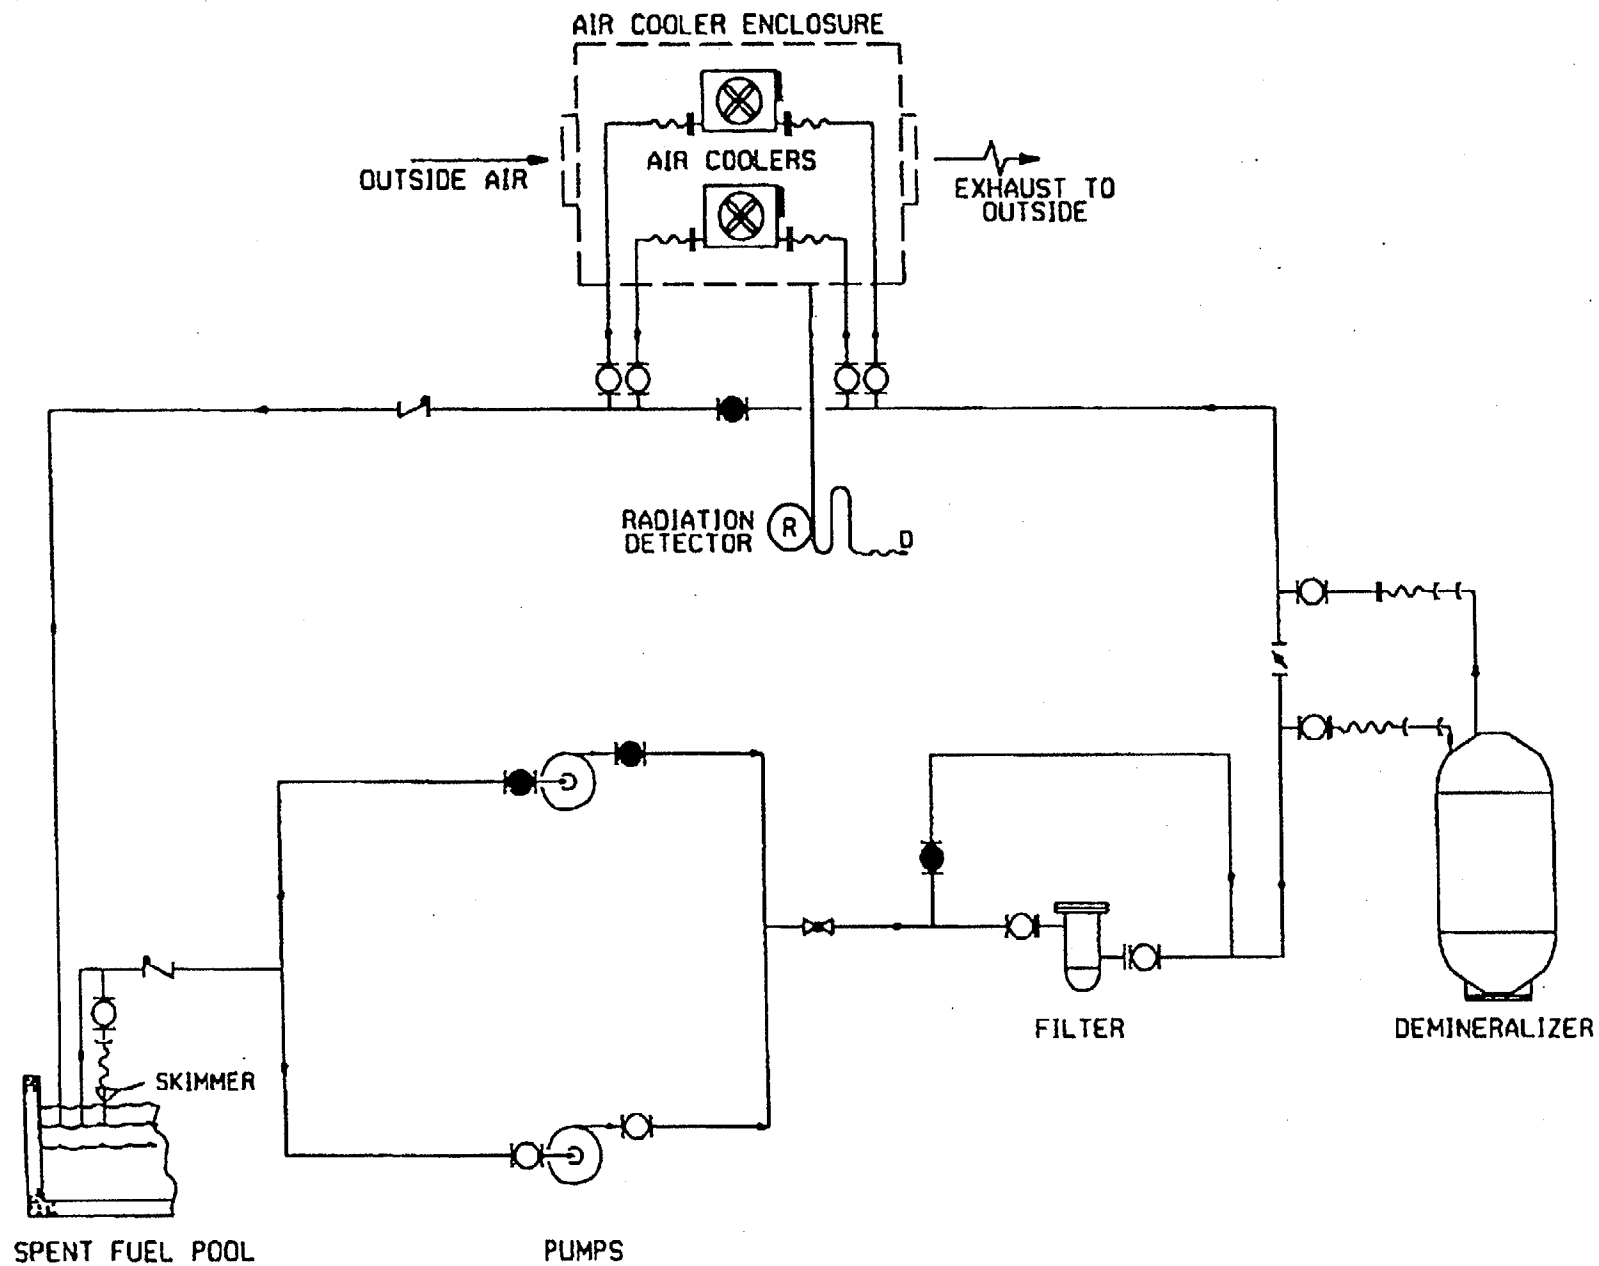 AIR COOLER ENCLOSURE
AIR COOLERS
OUTSIDE AIR
EXHAUST TO
OUTSIDE
RADIATION
DETECTOR
R
D
FILTER
DEMINERALIZER
SKIMMER
SPENT FUEL POOL
PUMPS